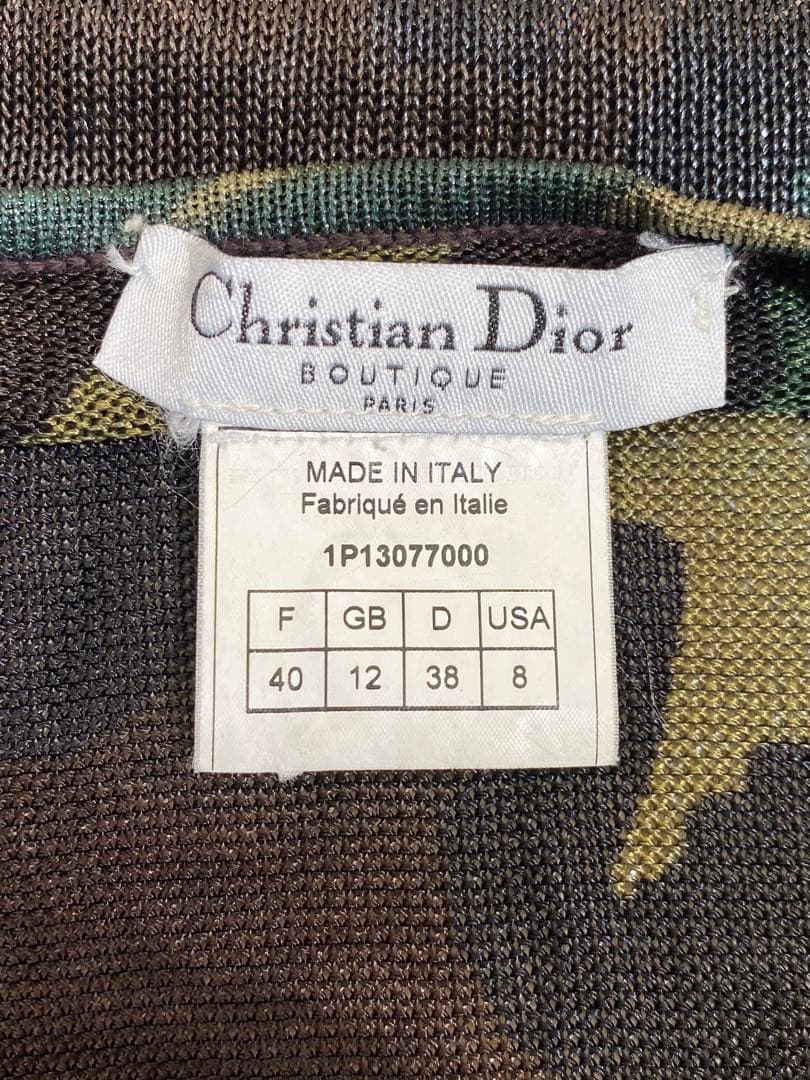 Christian Dior
BOUTIQUE
PARIS
MADE IN ITALY
Fabriqué en Italie
1P13077000
F GB D USA
40 12 38 8